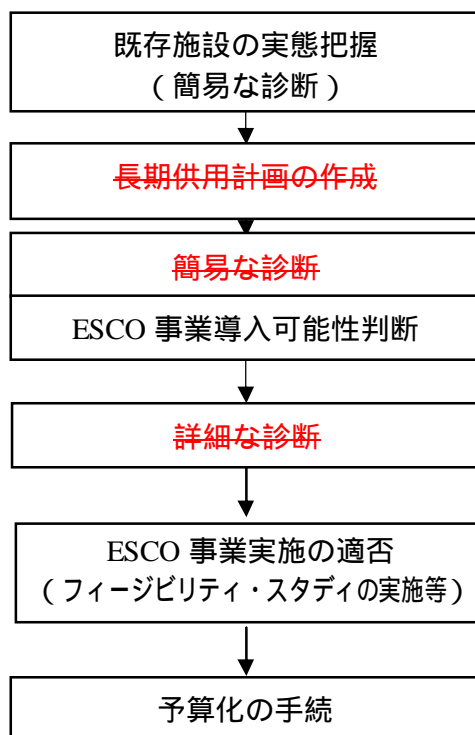 既存施設の実態把握
（簡易な診断）
長期供用計画の作成
簡易な診断
ESCO 事業導入可能性判断
詳細な診断
ESCO 事業実施の適否
（フィージビリティ・スタディの実施等）
予算化の手続